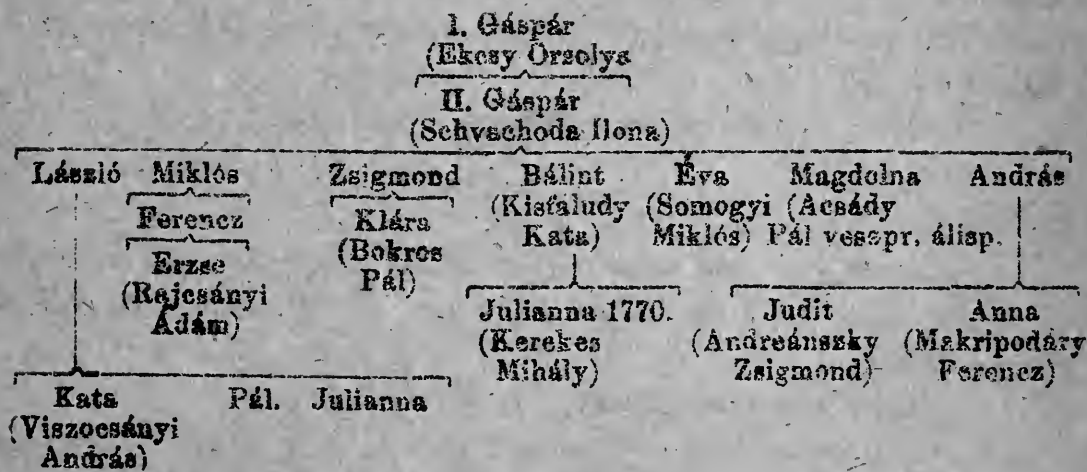 I. Gáspár
(Ekcsy Orzolya
II. Gáspár
(Schvachoda Ilona)
László Miklós Zsigmond Bálint Éva Magdolna András
Ferencz Klára (Kisfaludy (Somogyi (Acsády
Erzse (Bokros Kata) Miklós) Pál veszpr. álisp.
(Rajcsányi Pál)
Ádám) Julianna 1770. Judit Anna
(Kerekes (Andreánszky (Makripodáry
Mihály) Zsigmond) Ferencz)
Kata Pál. Julianna
(Viszocsányi
András)